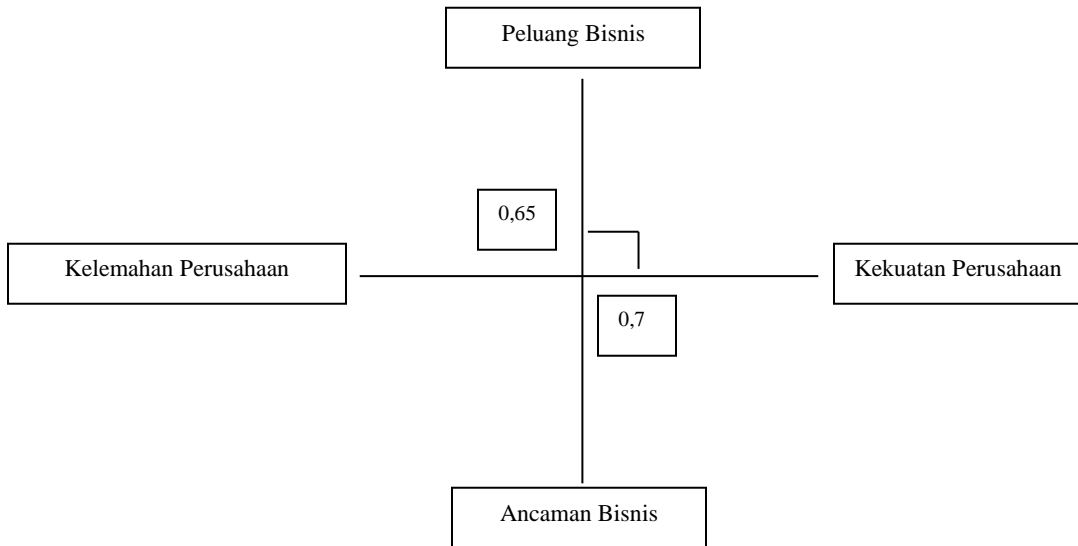 Peluang Bisnis
0,65
Kelemahan Perusahaan
Kekuatan Perusahaan
0,7
Ancaman Bisnis